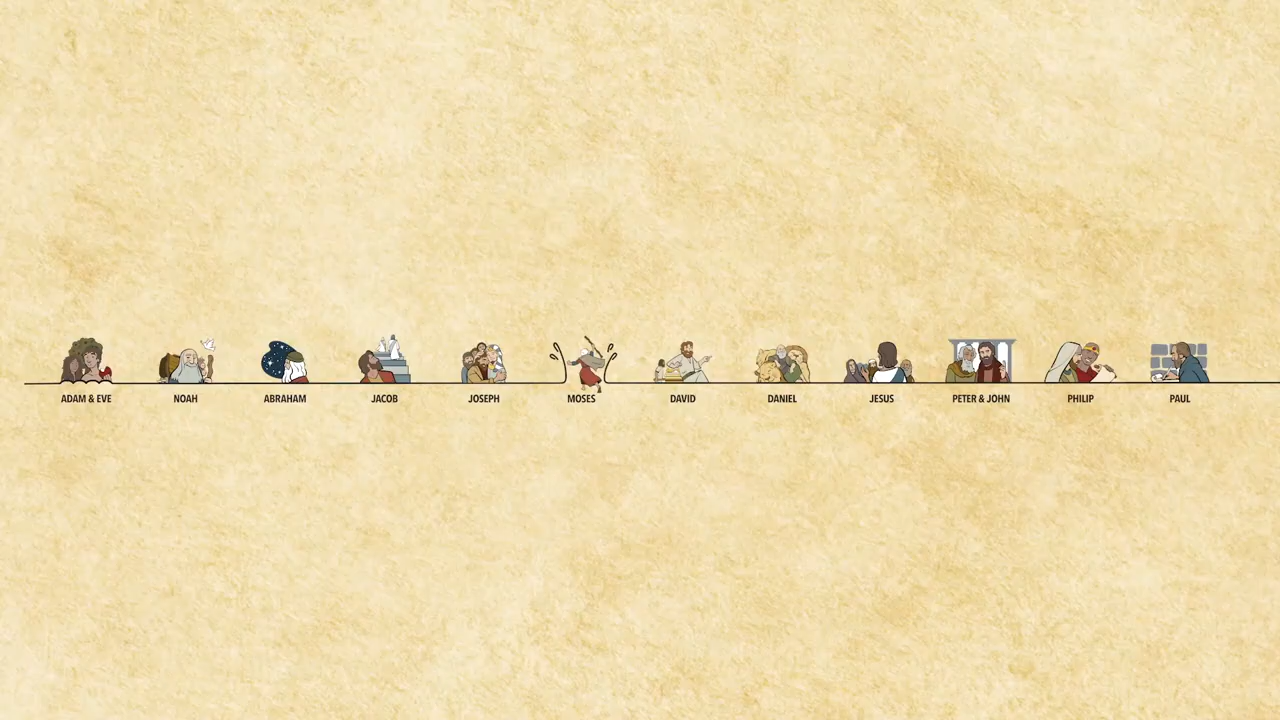 ADAM & EVE
NOAH
ABRAHAM
JACOB
JOSEPH
MOSES
DAVID
DANIEL
JESUS
PETER & JOHN
PHILIP
PAUL